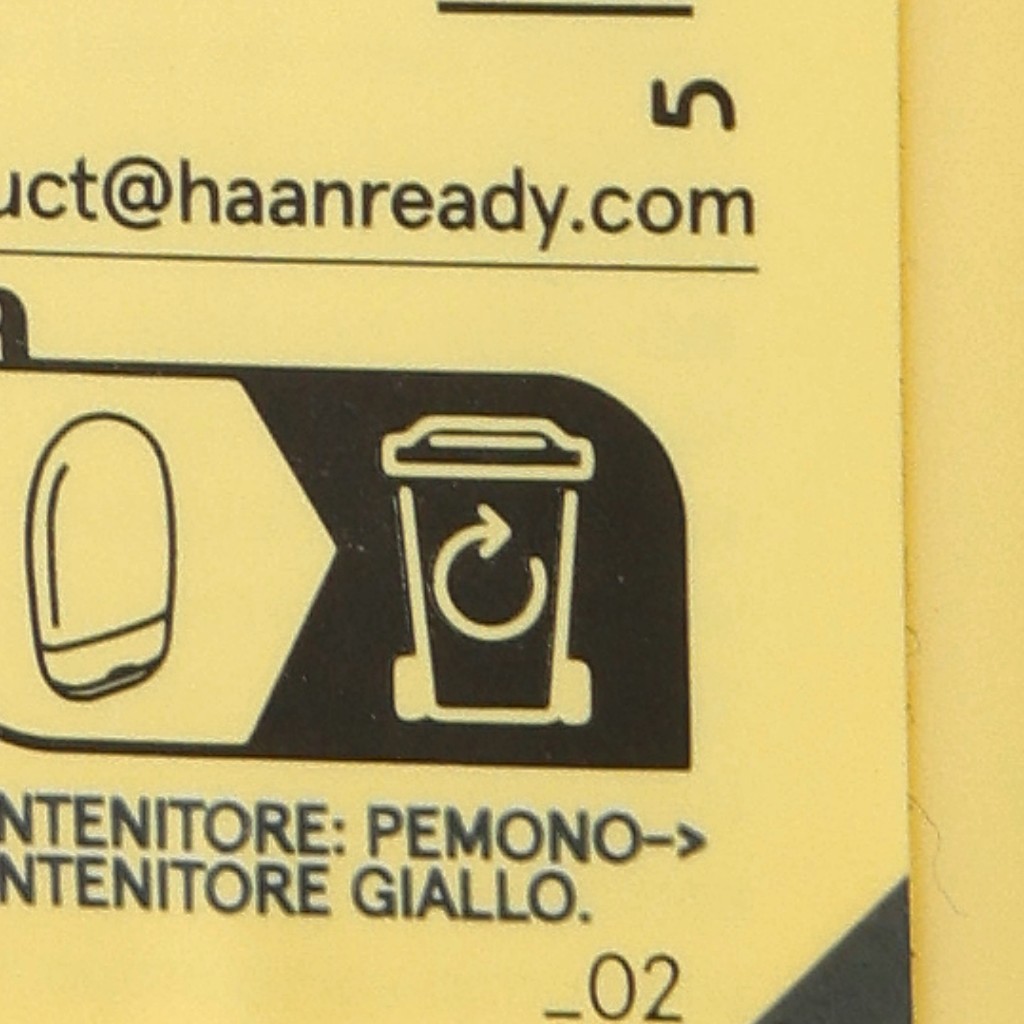 5
uct@haanready.com
NTENITORE: PEMONO->
NTENITORE GIALLO.
_02